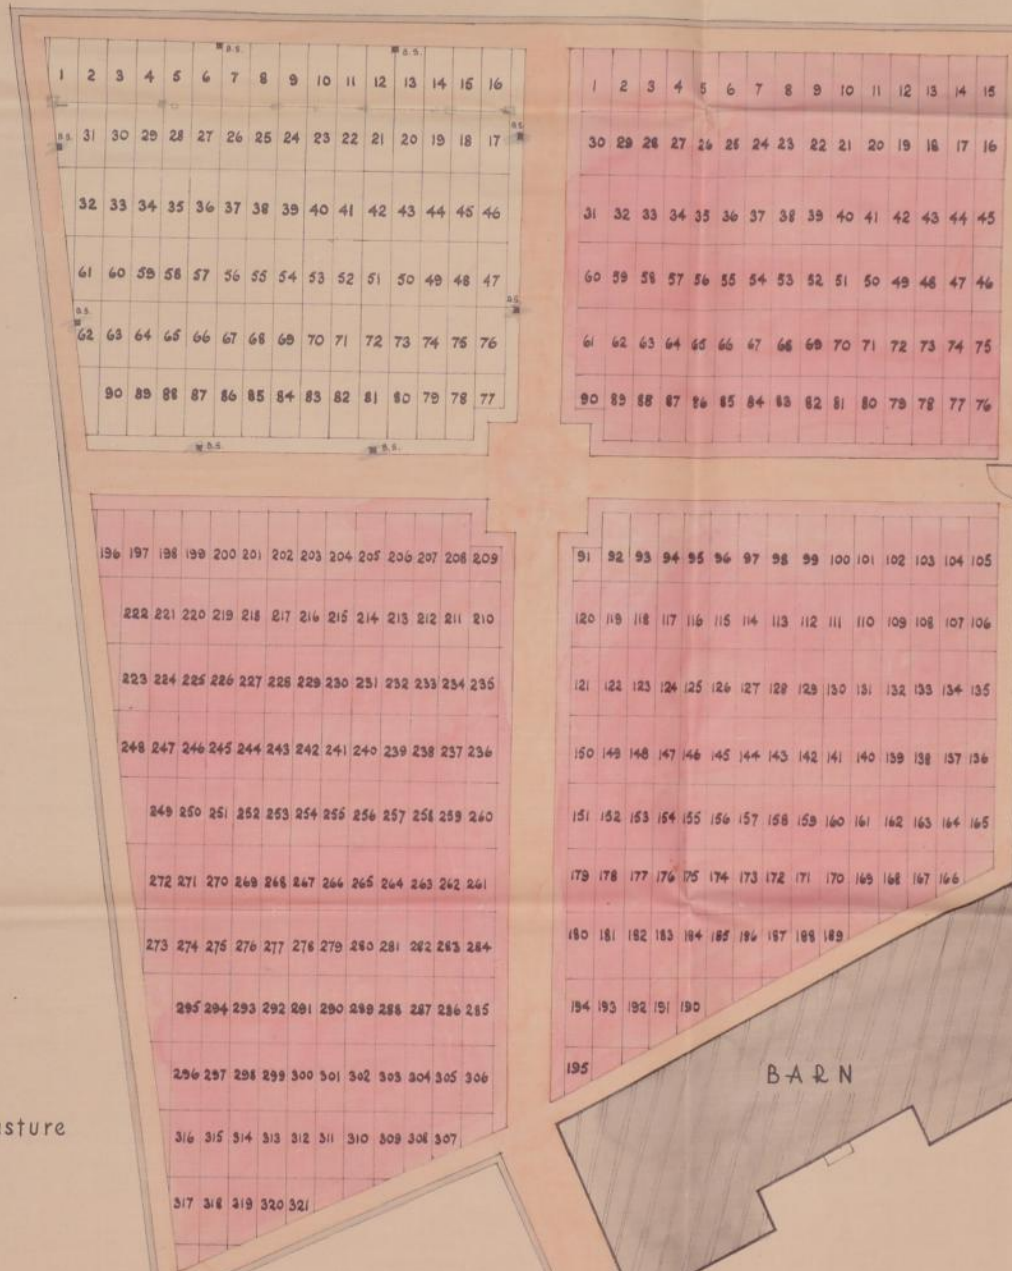 B.S. B.S.
1 2 3 4 5 6 7 8 9 10 11 12 13 14 15 16
B.S. 31 30 29 28 27 26 25 24 23 22 21 20 19 18 17 B.S.
32 33 34 35 36 37 38 39 40 41 42 43 44 45 46
61 60 59 58 57 56 55 54 53 52 51 50 49 48 47
B.S. B.S.
62 63 64 65 66 67 68 69 70 71 72 73 74 75 76
90 89 88 87 86 85 84 83 82 81 80 79 78 77
B.S. B.S.
1 2 3 4 5 6 7 8 9 10 11 12 13 14 15
30 29 28 27 26 25 24 23 22 21 20 19 18 17 16
31 32 33 34 35 36 37 38 39 40 41 42 43 44 45
60 59 58 57 56 55 54 53 52 51 50 49 48 47 46
61 62 63 64 65 66 67 68 69 70 71 72 73 74 75
90 89 88 87 86 85 84 83 82 81 80 79 78 77 76
196 197 198 199 200 201 202 203 204 205 206 207 208 209
222 221 220 219 218 217 216 215 214 213 212 211 210
223 224 225 226 227 228 229 230 231 232 233 234 235
248 247 246 245 244 243 242 241 240 239 238 237 236
249 250 251 252 253 254 255 256 257 258 259 260
272 271 270 269 268 267 266 265 264 263 262 261
273 274 275 276 277 278 279 280 281 282 283 284
295 294 293 292 291 290 289 288 287 286 285
296 297 298 299 300 301 302 303 304 305 306
316 315 314 313 312 311 310 309 308 307
317 318 319 320 321
91 92 93 94 95 96 97 98 99 100 101 102 103 104 105
120 119 118 117 116 115 114 113 112 111 110 109 108 107 106
121 122 123 124 125 126 127 128 129 130 131 132 133 134 135
150 149 148 147 146 145 144 143 142 141 140 139 138 137 136
151 152 153 154 155 156 157 158 159 160 161 162 163 164 165
179 178 177 176 175 174 173 172 171 170 169 168 167 166
180 181 182 183 184 185 186 187 188 189
194 193 192 191 190
195
BARN
sture